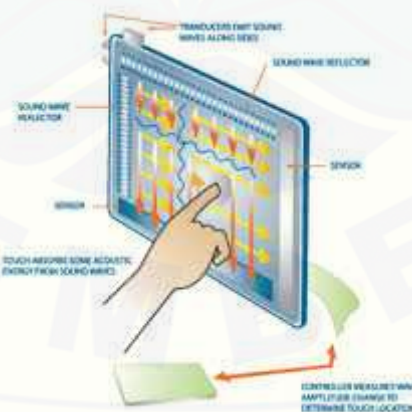 TRANSDUCERS EMIT SOUND
WAVES ALONG SIDES
SOUND WAVE REFLECTOR
SOUND WAVE
REFLECTOR
SENSOR
SENSOR
TOUCH ABSORBS SOME ACOUSTIC
ENERGY FROM SOUND WAVES
CONTROLLER MEASURES WAVE
AMPLITUDE CHANGE TO
DETERMINE TOUCH LOCATION